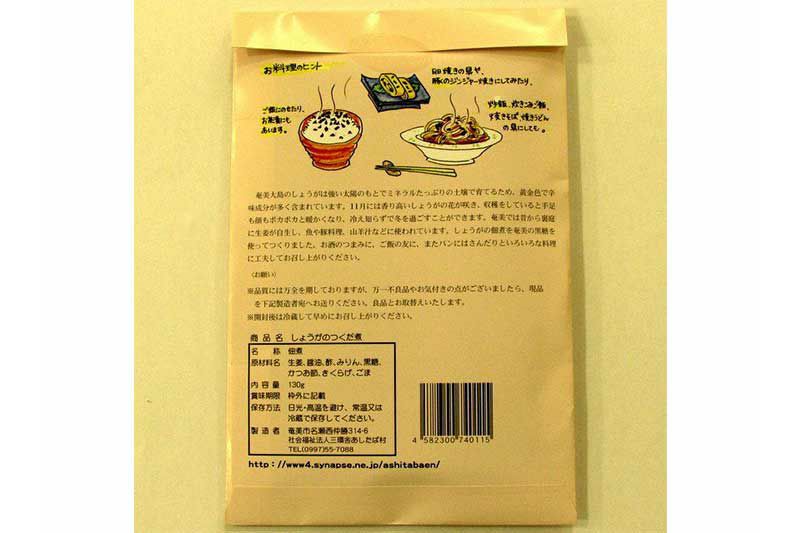 お料理のヒント
卵焼きの具や、
豚のジンジャー焼きにしてみたり、
ご飯にのせたり、
お茶漬にも
あいます。
炒飯、炊きこみご飯、
焼きそば、焼きうどん
の具にしても。
奄美大島のしょうがは強い太陽のもとでミネラルたっぷりの土壌で育てるため、黄金色で辛
味成分が多く含まれています。11月には香り高いしょうがの花が咲き、収穫をしていると手足
も顔もポカポカと暖かくなり、冷え知らずで冬を過ごすことができます。奄美では昔から裏庭
に生姜が自生し、魚や豚料理、山羊汁などに使われています。しょうがの佃煮を奄美の黒糖を
使ってつくりました。お酒のつまみに、ご飯の友に、またパンにはさんだりといろいろな料理
に工夫してお召し上がりください。
〈お願い〉
※品質には万全を期しておりますが、万一不良品やお気付きの点がございましたら、現品
を下記製造者宛へお送りください。良品とお取替えいたします。
※開封後は冷蔵して早めにお召し上がりください。
商品名 しょうがのつくだ煮
名称 佃煮
原材料名 生姜、醤油、酢、みりん、黒糖、
かつお節、きくらげ、ごま
内容量 130g
賞味期限 枠外に記載
保存方法 日光・高温を避け、常温又は
冷蔵で保存してください。
製造者 奄美市名瀬西仲勝314-6
社会福祉法人三環舎あしたば村
TEL(0997)55-7088
4 582300 740115
http://www4.synapse.ne.jp/ashitabaen/